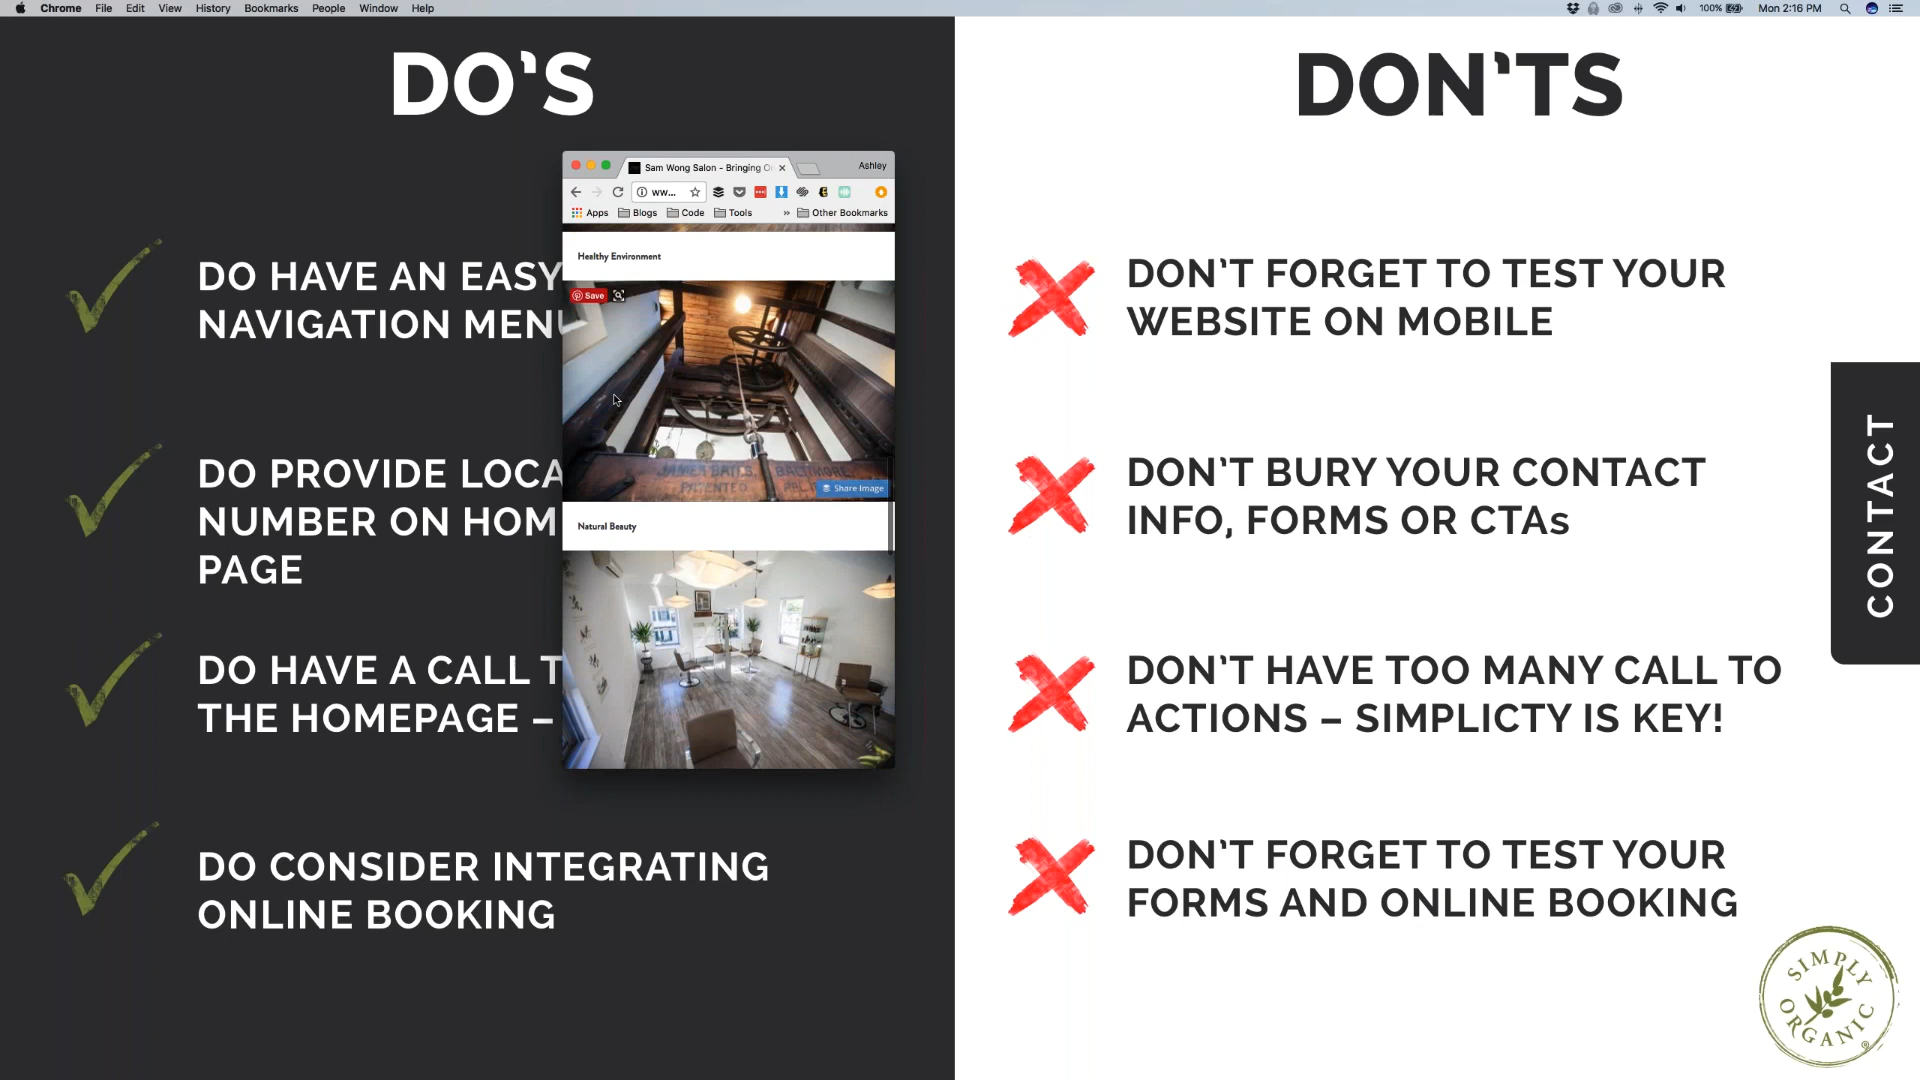 Chrome File Edit View History Bookmarks People Window Help
100% Mon 2:16 PM
DO’S
DO HAVE AN EASY
NAVIGATION MEN
DO PROVIDE LOCA
NUMBER ON HOM
PAGE
DO HAVE A CALL T
THE HOMEPAGE –
DO CONSIDER INTEGRATING
ONLINE BOOKING
Sam Wong Salon - Bringing O
Ashley
ww...
Apps Blogs Code Tools » Other Bookmarks
Healthy Environment
Save
JAMES BATES, BALTIMORE,
PATENTED
Share Image
Natural Beauty
DON’TS
DON’T FORGET TO TEST YOUR
WEBSITE ON MOBILE
DON’T BURY YOUR CONTACT
INFO, FORMS OR CTAs
DON’T HAVE TOO MANY CALL TO
ACTIONS – SIMPLICTY IS KEY!
DON’T FORGET TO TEST YOUR
FORMS AND ONLINE BOOKING
CONTACT
SIMPLY
ORGANIC
®